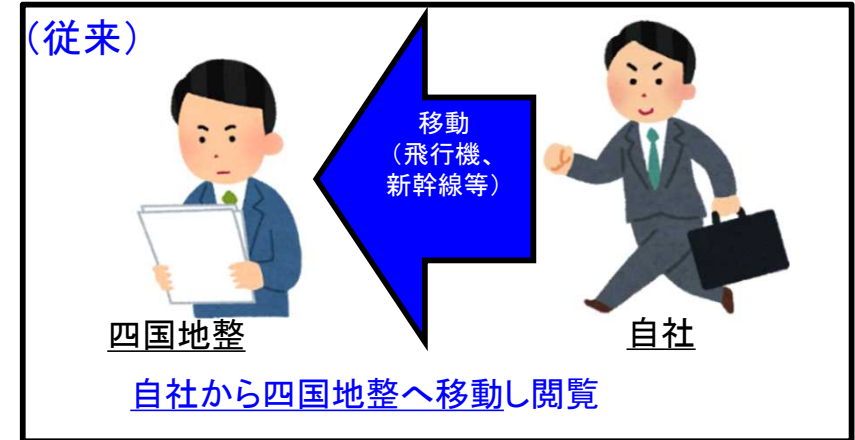 （従来）
移動
（飛行機、
新幹線等）
四国地整
自社
自社から四国地整へ移動し閲覧